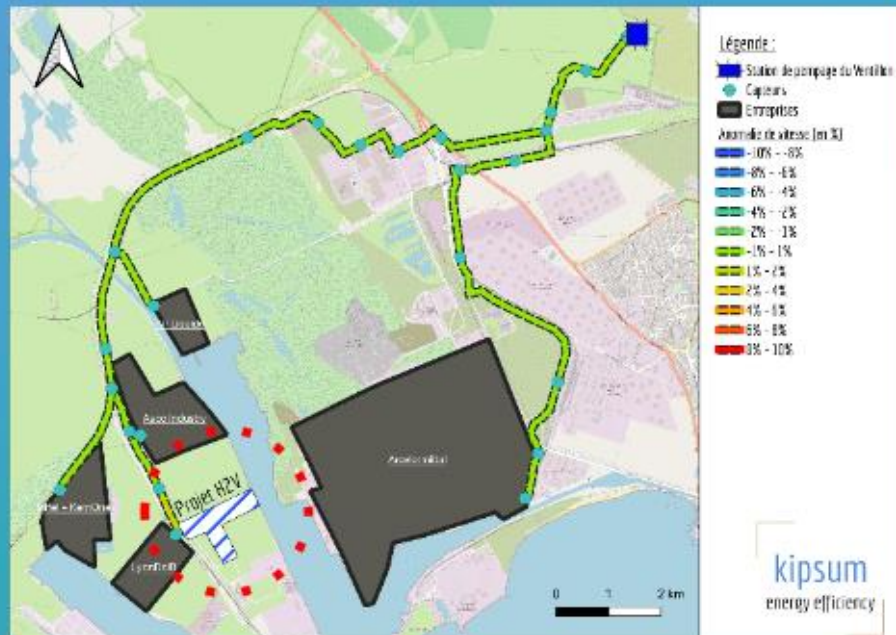 Légende :
Station de pompage du Ventillon
Capteurs
Entreprises
Anomalie de vitesse (en %)
-10% - -8%
-8% - -6%
-6% - -4%
-4% - -2%
-2% - -1%
-1% - 1%
1% - 2%
2% - 4%
4% - 6%
6% - 8%
8% - 10%
Asco Industry
Arcelormittal
Projet H2V
0 1 2 km
kipsum
energy efficiency